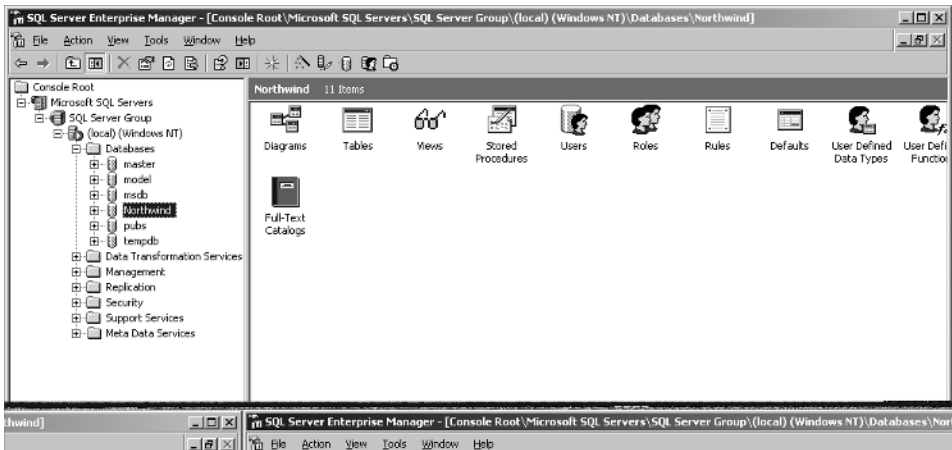 SQL Server Enterprise Manager - [Console Root\Microsoft SQL Servers\SQL Server Group\(local) (Windows NT)\Databases\Northwind]
File Action View Tools Window Help
Console Root
Microsoft SQL Servers
SQL Server Group
(local) (Windows NT)
Databases
master
model
msdb
Northwind
pubs
tempdb
Data Transformation Services
Management
Replication
Security
Support Services
Meta Data Services
Northwind 11 Items
Diagrams
Tables
Views
Stored Procedures
Users
Roles
Rules
Defaults
User Defined Data Types
User Defi
Function
Full-Text Catalogs
thwind]
SQL Server Enterprise Manager - [Console Root\Microsoft SQL Servers\SQL Server Group\(local) (Windows NT)\Databases\Nor
File Action View Tools Window Help